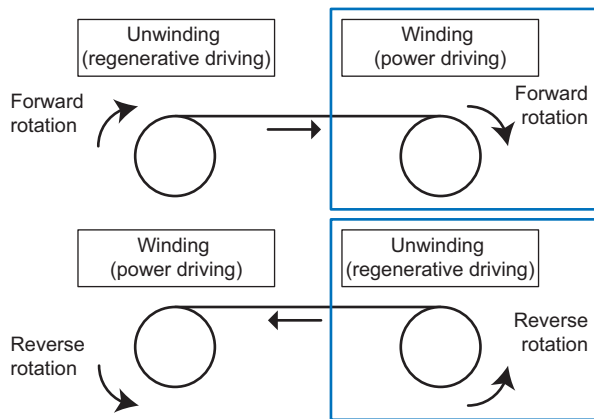 Unwinding
(regenerative driving)
Winding
(power driving)
Forward
rotation
Forward
rotation
Winding
(power driving)
Unwinding
(regenerative driving)
Reverse
rotation
Reverse
rotation